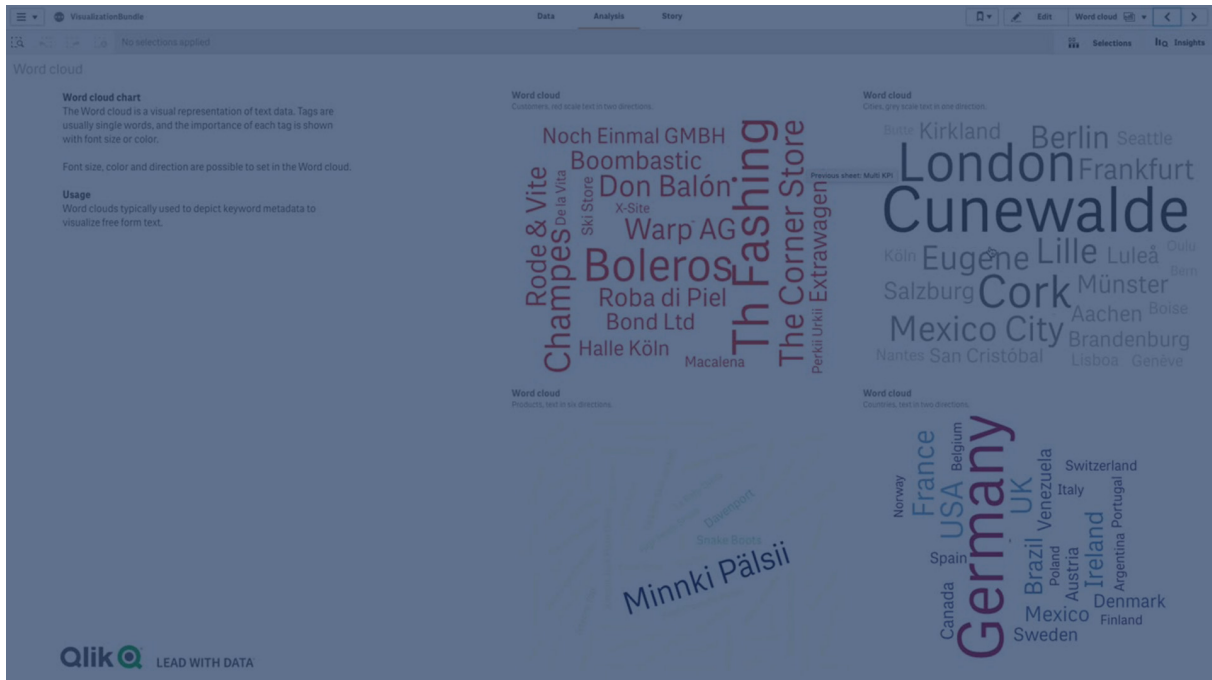 VisualizationBundle
Data
Analysis
Story
Edit
Word cloud
No selections applied
Selections
Insights
Word cloud
Word cloud chart
The Word cloud is a visual representation of text data. Tags are
usually single words, and the importance of each tag is shown
with font size or color.
Font size, color and direction are possible to set in the Word cloud.
Usage
Word clouds typically used to depict keyword metadata to
visualize free form text.
Word cloud
Customers, old scale text in two directions.
Noch Einmal GMBH
Boombastic
Don Balón
X-Site
Warp AG
Boleros
Roba di Piel
Bond Ltd
Halle Köln
Macalena
Rode & Vite
Champes
De la Vita
Ski Store
Th Fashing
The Corner Store
Extrawagen
Perkii Urkii
Word cloud
Cities, grey scale text in one direction.
Butte
Kirkland
Berlin
Seattle
London
Frankfurt
Previous sheet: Multi KPI
Cunewalde
Köln
Eugene
Lille
Luleå
Oulu
Bern
Salzburg
Cork
Münster
Aachen
Boise
Mexico City
Brandenburg
Nantes
San Cristóbal
Lisboa
Genève
Word cloud
Products, text in six directions.
Davenport
Smoke Boots
Minnki Pälsii
Word cloud
Countries, text in two directions.
Norway
France
USA
Belgium
Germany
UK
Venezuela
Switzerland
Italy
Portugal
Spain
Canada
Brazil
Poland
Austria
Ireland
Argentina
Denmark
Mexico
Finland
Sweden
Qlik
LEAD WITH DATA